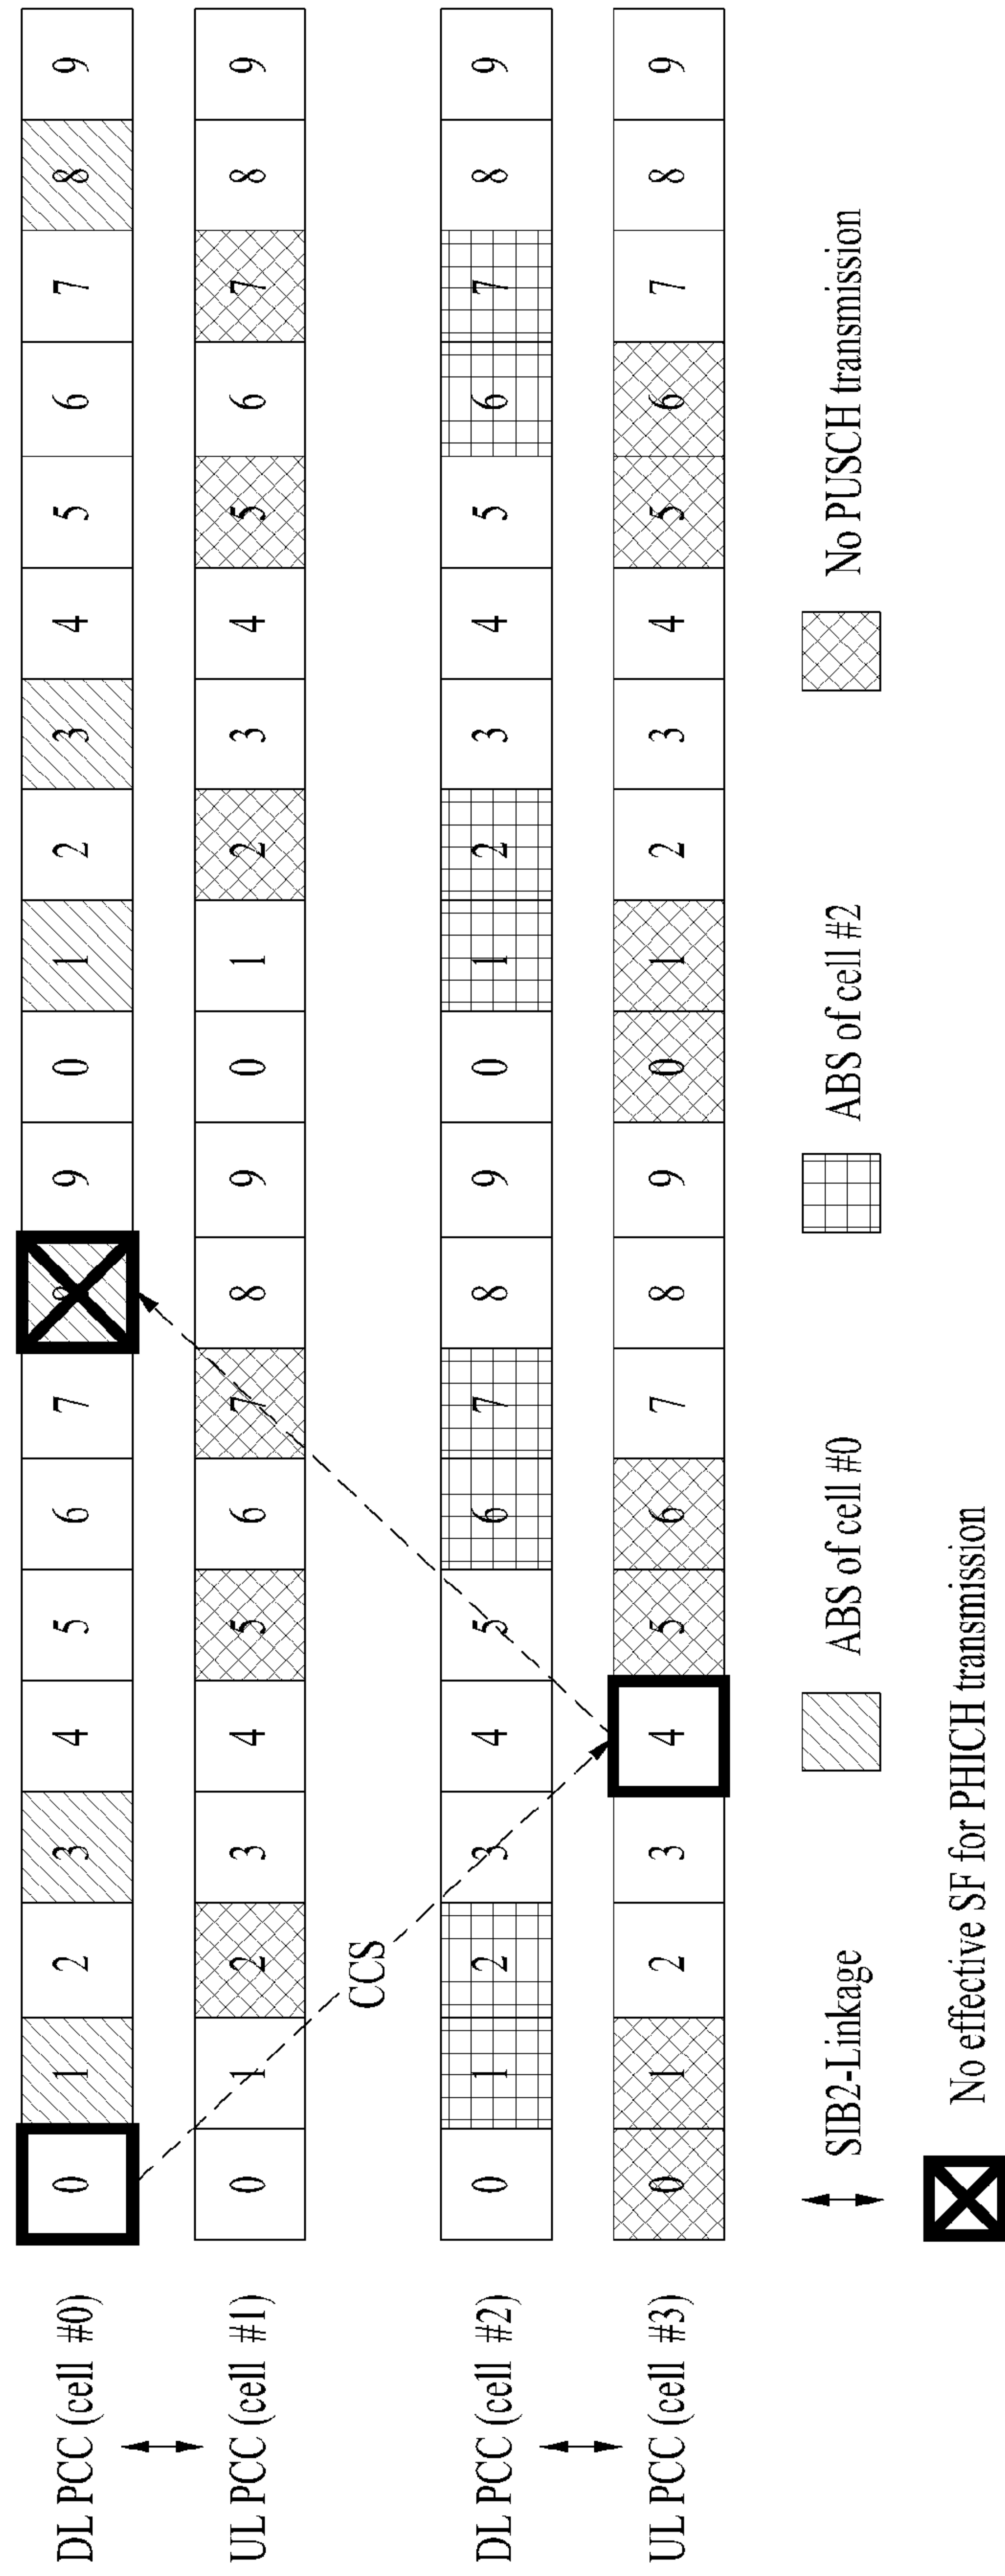 DL PCC (cell #0) 0 1 2 3 4 5 6 7 9 0 1 2 3 4 5 6 7 8 9
UL PCC (cell #1) 0 1 2 3 4 5 6 7 8 9 0 1 2 3 4 5 6 7 8 9
CCS
DL PCC (cell #2) 0 1 2 3 4 5 6 7 8 9 0 1 2 3 4 5 6 7 8 9
UL PCC (cell #3) 0 1 2 3 4 5 6 7 8 9 0 1 2 3 4 5 6 7 8 9
SIB2-Linkage ABS of cell #0 ABS of cell #2 No PUSCH transmission
No effective SF for PHICH transmission